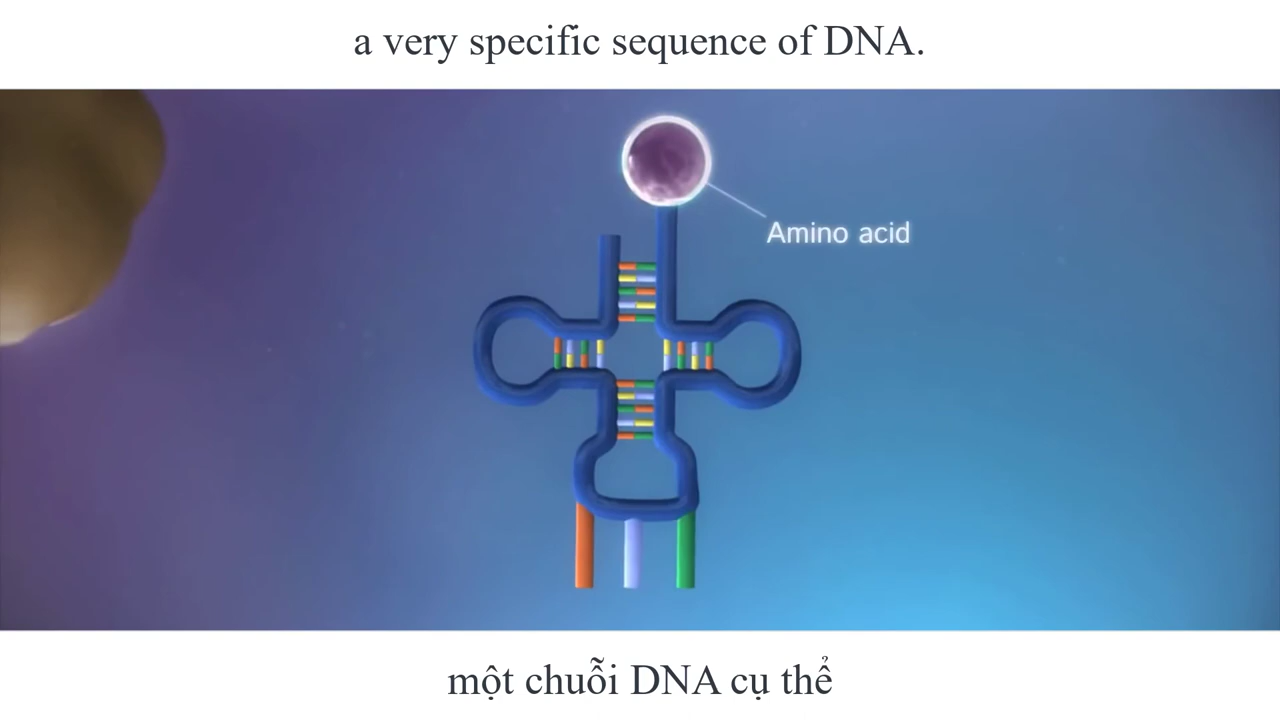 a very specific sequence of DNA.
Amino acid
một chuỗi DNA cụ thể